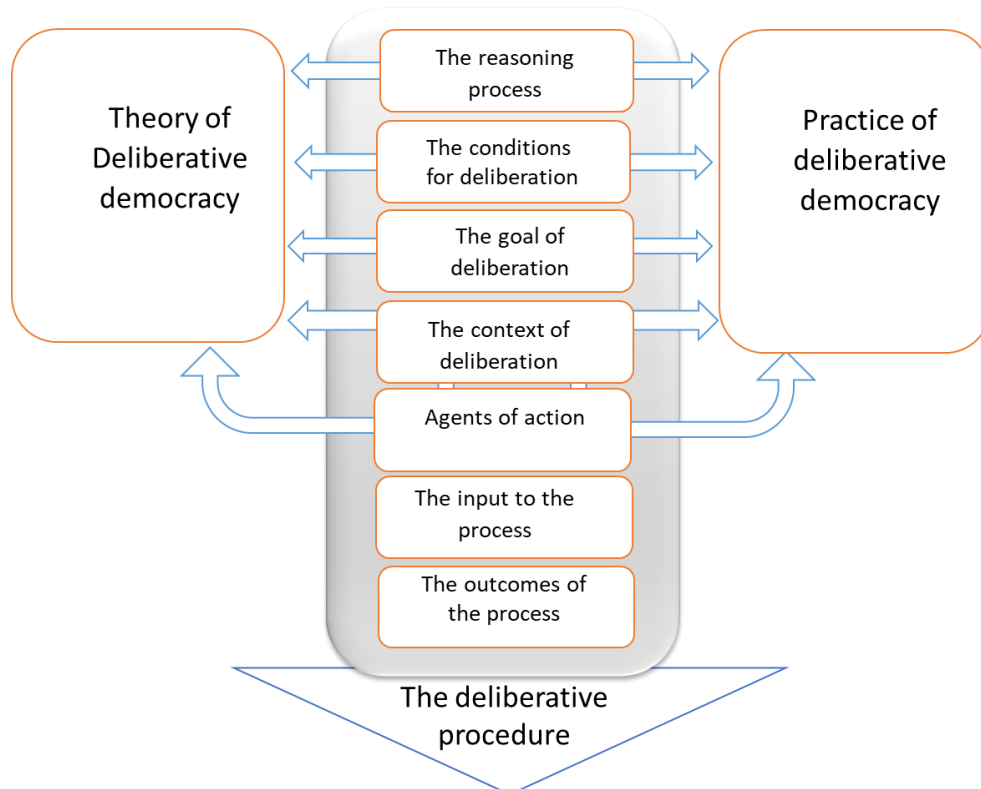 Theory of
Deliberative
democracy
The reasoning
process
The conditions
for deliberation
The goal of
deliberation
The context of
deliberation
Agents of action
The input to the
process
The outcomes of
the process
Practice of
deliberative
democracy
The deliberative
procedure